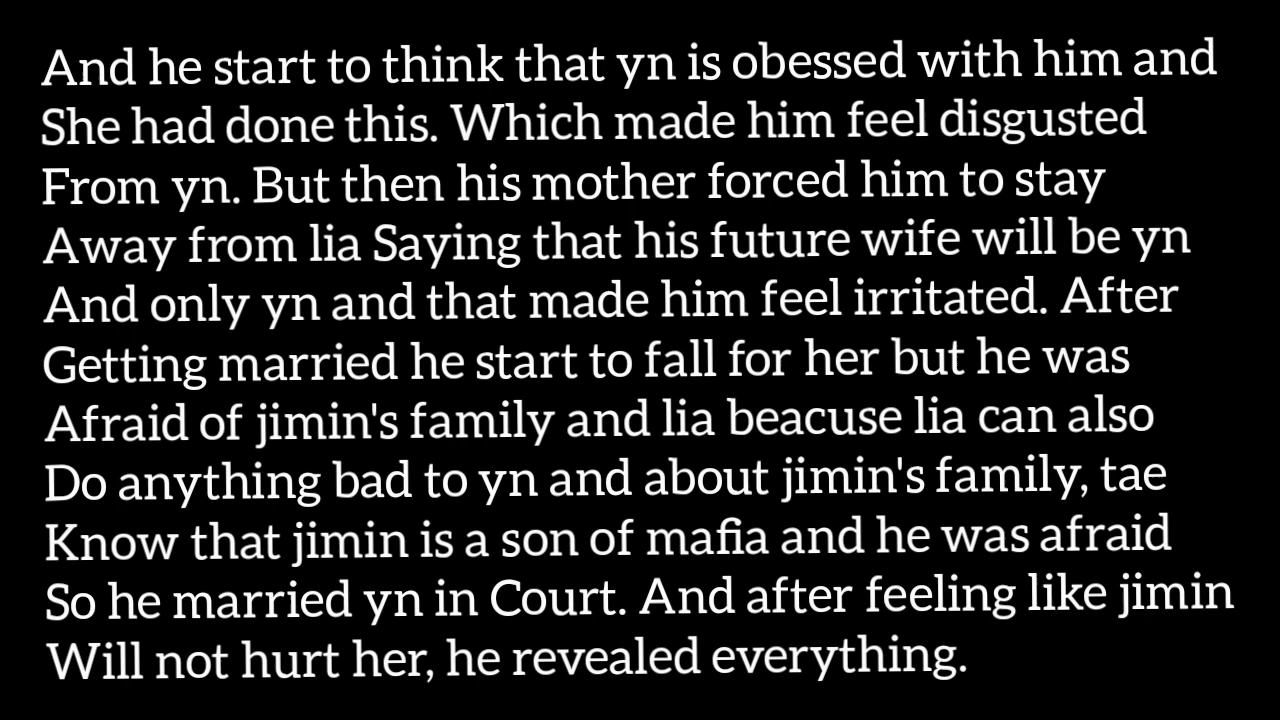 And he start to think that yn is obessed with him and
She had done this. Which made him feel disgusted
From yn. But then his mother forced him to stay
Away from lia Saying that his future wife will be yn
And only yn and that made him feel irritated. After
Getting married he start to fall for her but he was
Afraid of jimin's family and lia beacuse lia can also
Do anything bad to yn and about jimin's family, tae
Know that jimin is a son of mafia and he was afraid
So he married yn in Court. And after feeling like jimin
Will not hurt her, he revealed everything.